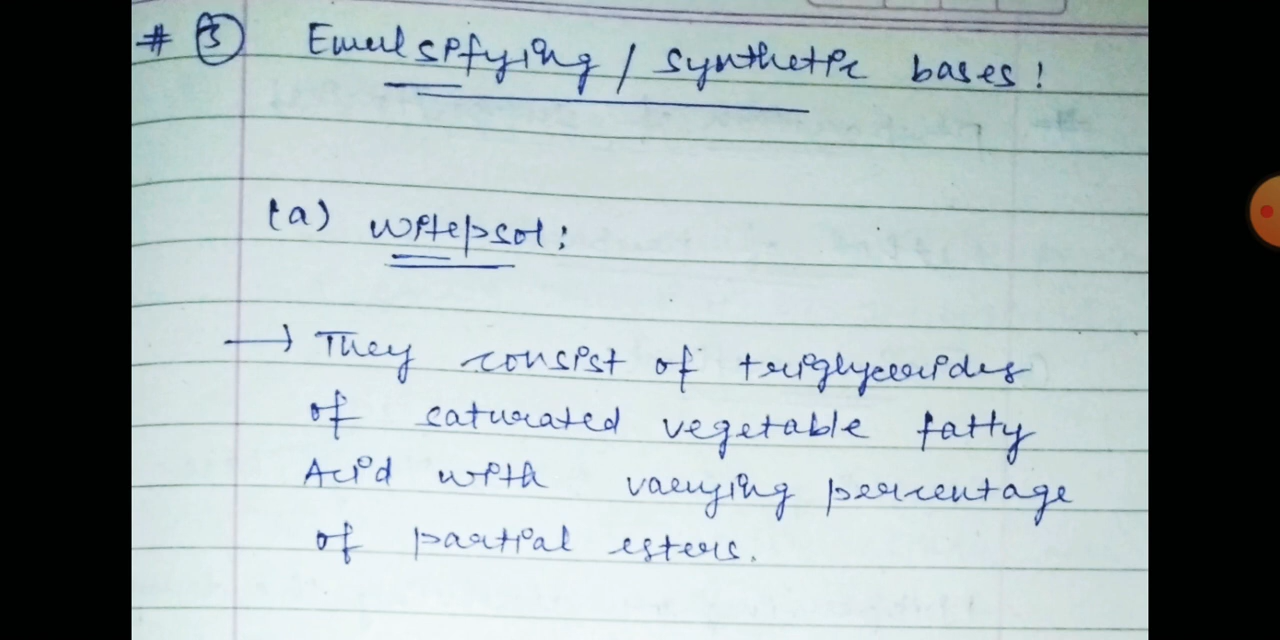 # ③ Emulsifying / synthetic bases!
(a) witepsol:
→ They consist of triglycerides
of saturated vegetable fatty
Acid with varying percentage
of partial esters.